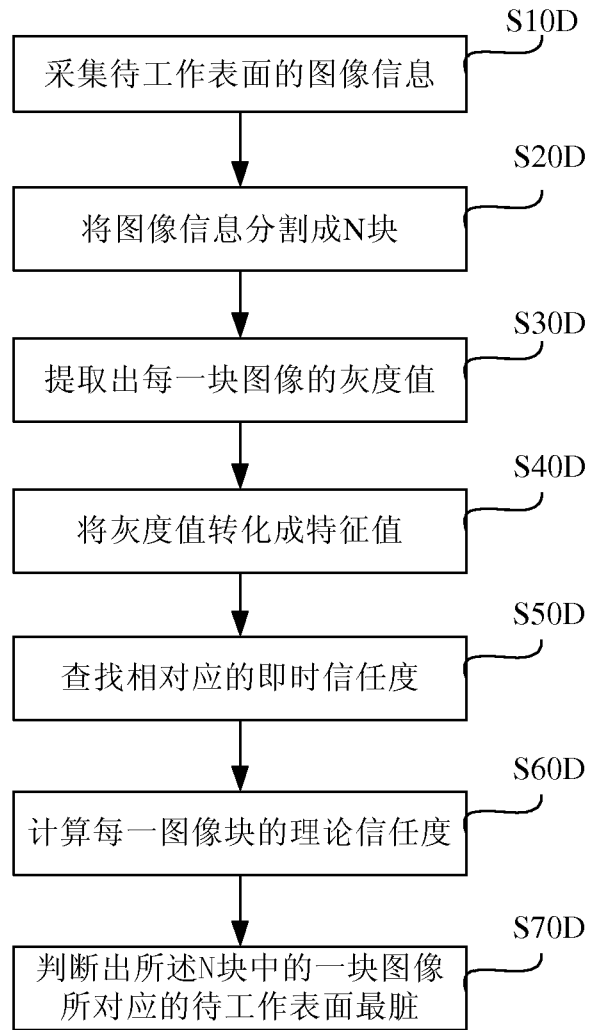 S10D
采集待工作表面的图像信息
S20D
将图像信息分割成N块
S30D
提取出每一块图像的灰度值
S40D
将灰度值转化成特征值
S50D
查找相对应的即时信任度
S60D
计算每一图像块的理论信任度
S70D
判断出所述N块中的一块图像
所对应的待工作表面最脏